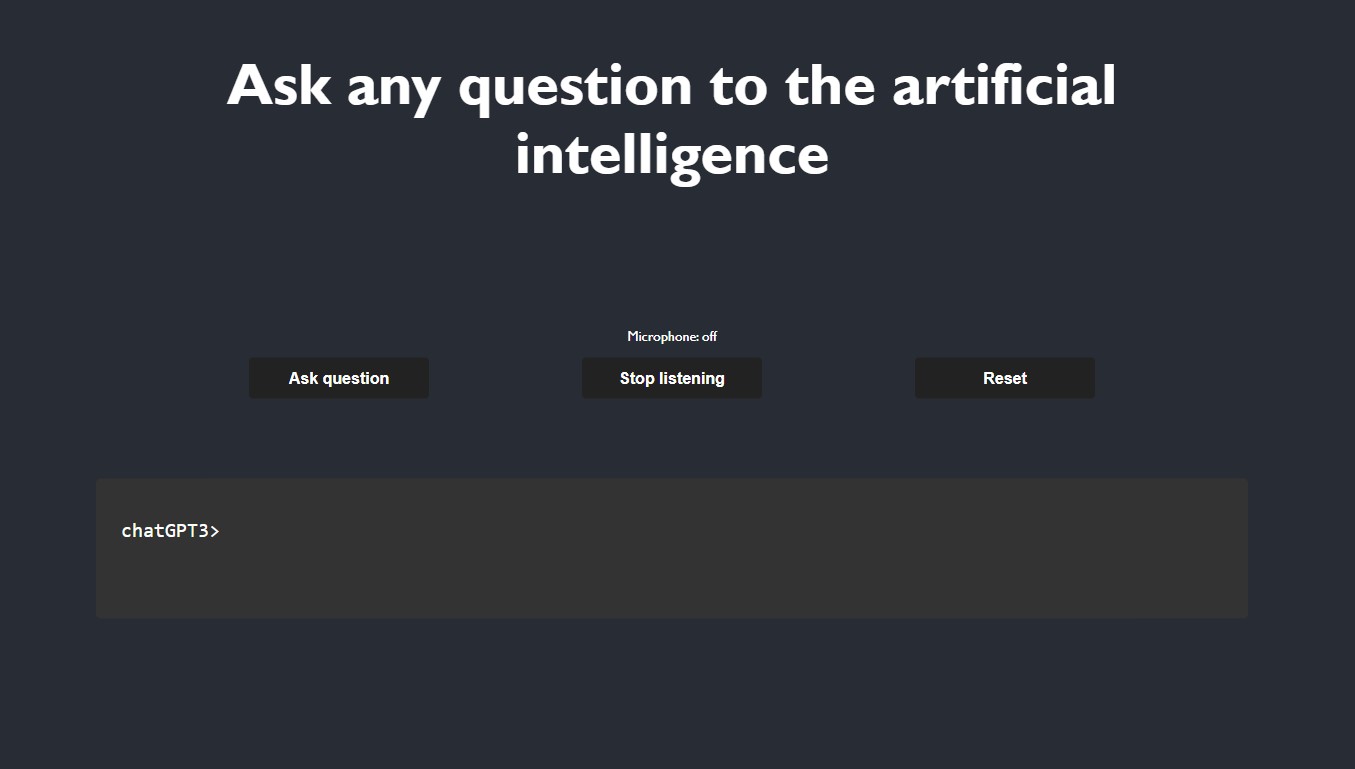 Ask any question to the artificial
intelligence
Microphone: off
Ask question
Stop listening
Reset
chatGPT3>